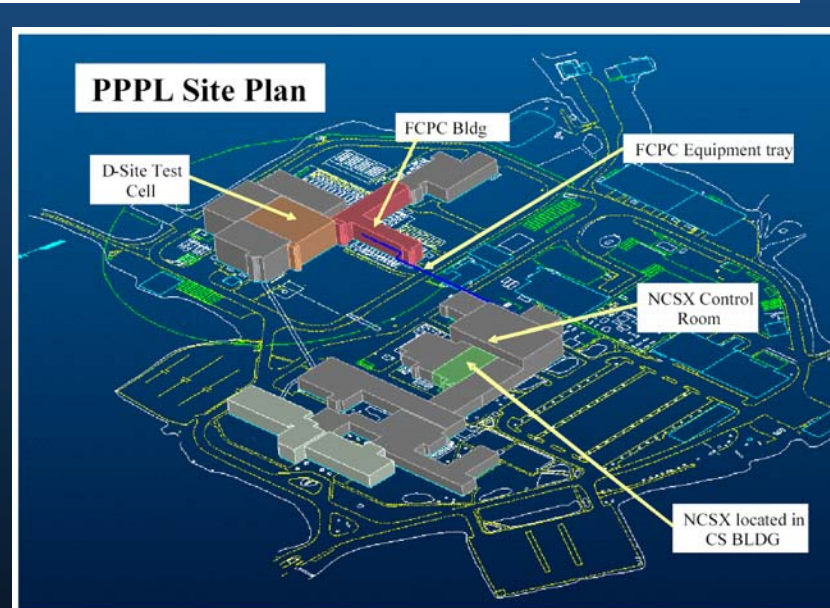 PPPL Site Plan
FCPC Bldg
FCPC Equipment tray
D-Site Test
Cell
NCSX Control
Room
NCSX located in
CS BLDG